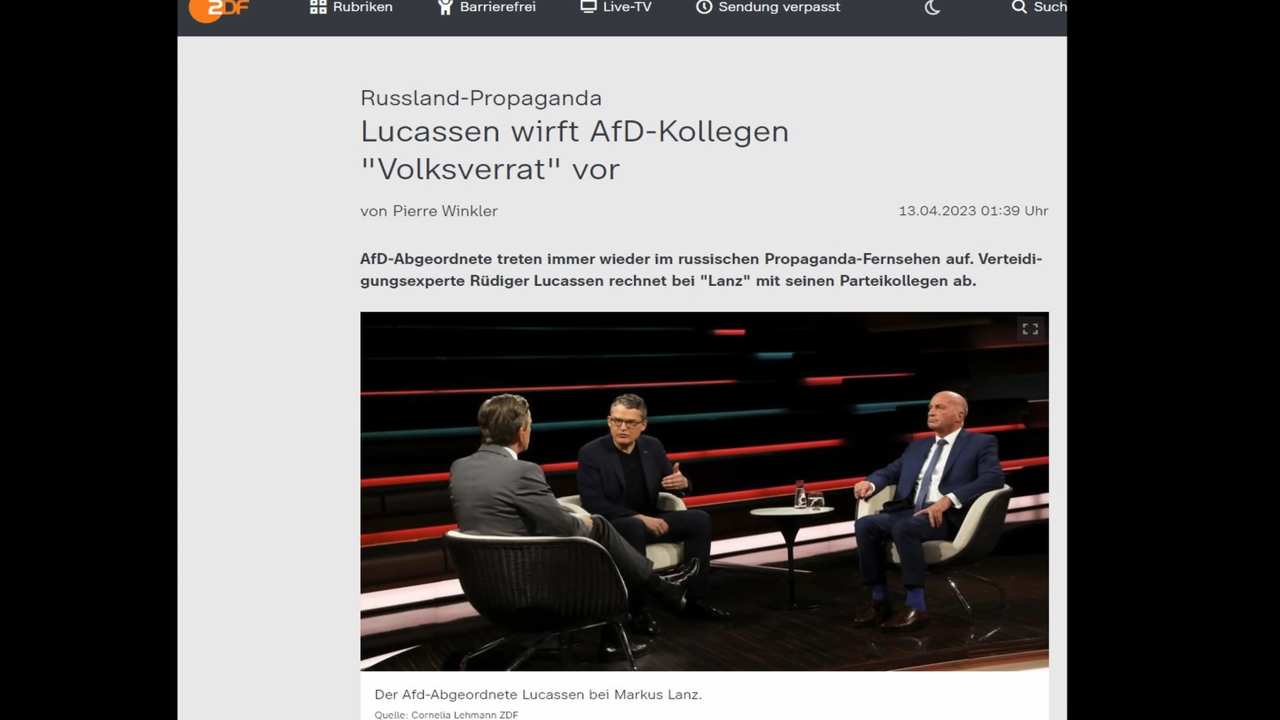 ZDF Rubriken Barrierefrei Live-TV Sendung verpasst Such
Russland-Propaganda
Lucassen wirft AfD-Kollegen
"Volksverrat" vor
von Pierre Winkler 13.04.2023 01:39 Uhr
AfD-Abgeordnete treten immer wieder im russischen Propaganda-Fernsehen auf. Verteidi-
gungsexperte Rüdiger Lucassen rechnet bei "Lanz" mit seinen Parteikollegen ab.
Der Afd-Abgeordnete Lucassen bei Markus Lanz.
Quelle: Cornelia Lehmann ZDF